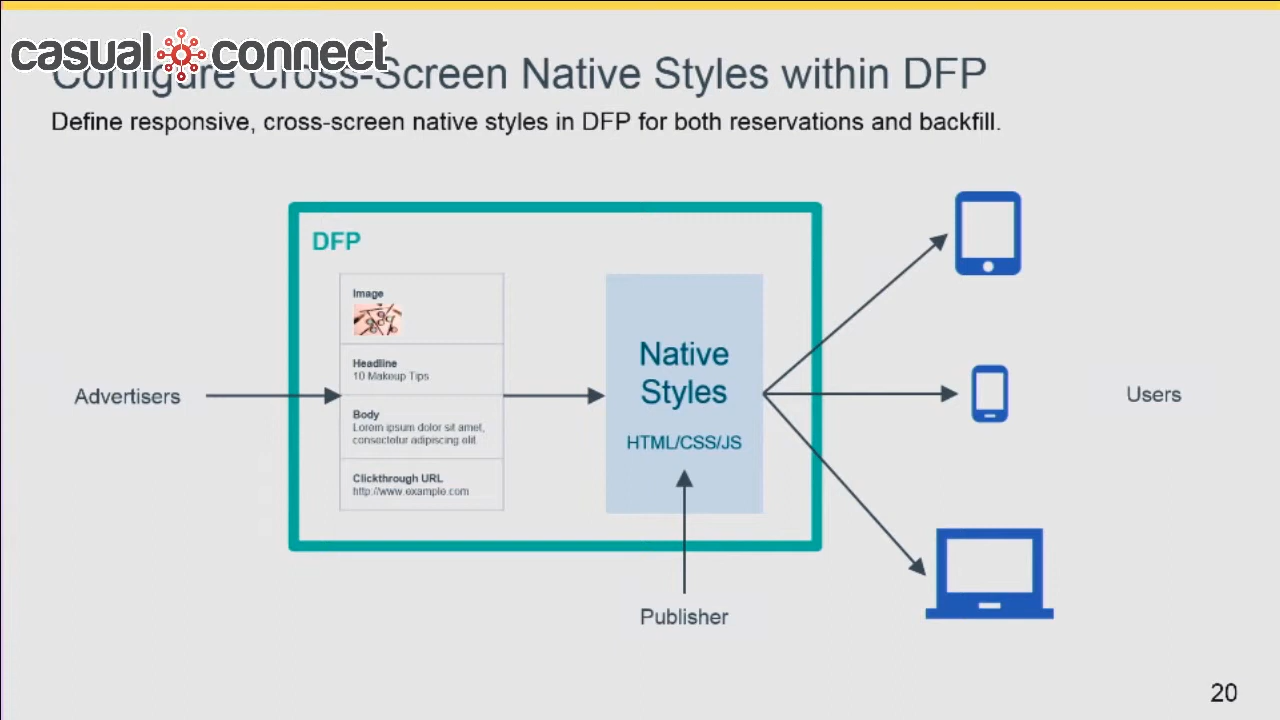 casual connect
Configure Cross-Screen Native Styles within DFP
Define responsive, cross-screen native styles in DFP for both reservations and backfill.
DFP
Image
Headline
10 Makeup Tips
Body
Lorem ipsum dolor sit amet,
consectetur adipiscing elit.
Clickthrough URL
http://www.example.com
Advertisers
Native
Styles
HTML/CSS/JS
Users
Publisher
20